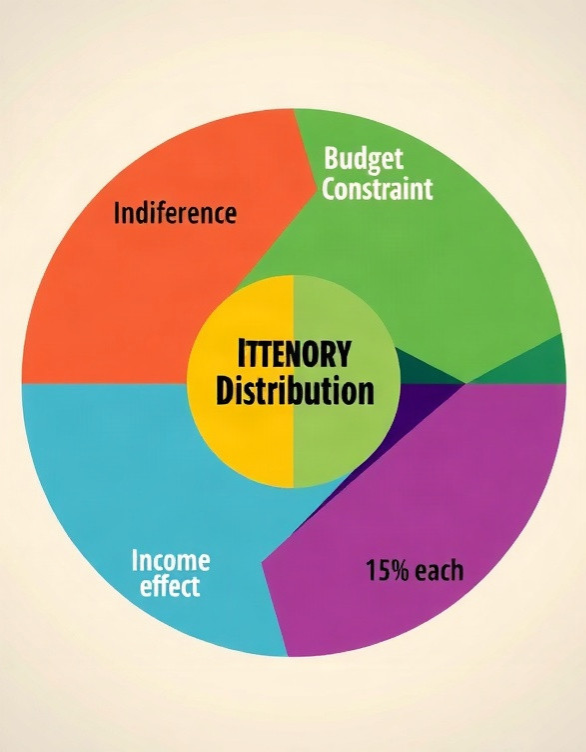 Budget
Constraint
Indiference
ITTENORY
Distribution
Income
effect
15% each